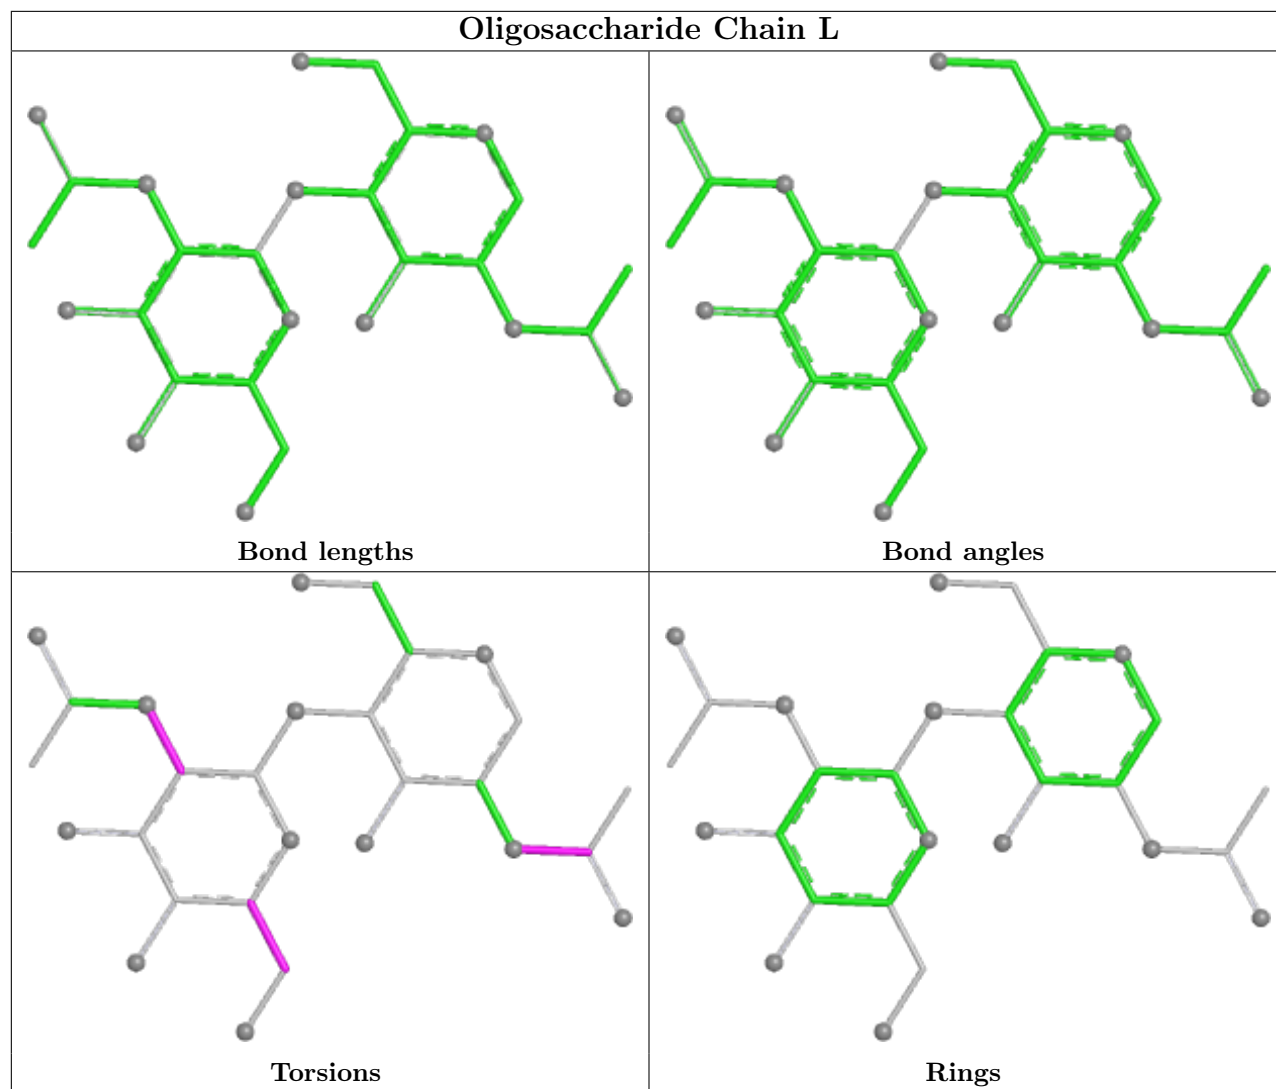 Oligosaccharide Chain L
Bond lengths
Bond angles
Torsions
Rings